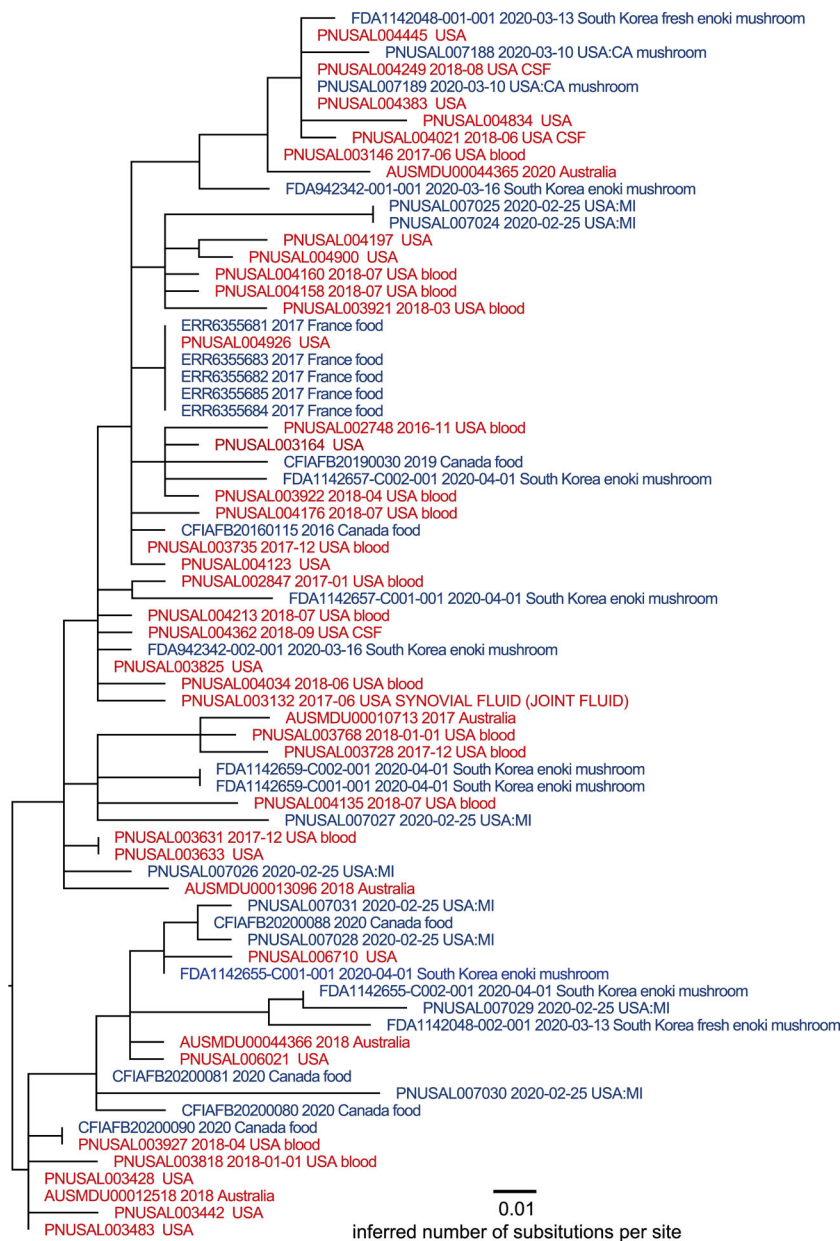 FDA1142048-001-001 2020-03-13 South Korea fresh enoki mushroom
PNUSAL004445 USA
PNUSAL007188 2020-03-10 USA:CA mushroom
PNUSAL004249 2018-08 USA CSF
PNUSAL007189 2020-03-10 USA:CA mushroom
PNUSAL004383 USA
PNUSAL004834 USA
PNUSAL004021 2018-06 USA CSF
PNUSAL003146 2017-06 USA blood
AUSMDU00044365 2020 Australia
FDA942342-001-001 2020-03-16 South Korea enoki mushroom
PNUSAL007025 2020-02-25 USA:MI
PNUSAL007024 2020-02-25 USA:MI
PNUSAL004197 USA
PNUSAL004900 USA
PNUSAL004160 2018-07 USA blood
PNUSAL004158 2018-07 USA blood
PNUSAL003921 2018-03 USA blood
ERR6355681 2017 France food
PNUSAL004926 USA
ERR6355683 2017 France food
ERR6355682 2017 France food
ERR6355685 2017 France food
ERR6355684 2017 France food
PNUSAL002748 2016-11 USA blood
PNUSAL003164 USA
CFIAFB20190030 2019 Canada food
FDA1142657-C002-001 2020-04-01 South Korea enoki mushroom
PNUSAL003922 2018-04 USA blood
PNUSAL004176 2018-07 USA blood
CFIAFB20160115 2016 Canada food
PNUSAL003735 2017-12 USA blood
PNUSAL004123 USA
PNUSAL002847 2017-01 USA blood
FDA1142657-C001-001 2020-04-01 South Korea enoki mushroom
PNUSAL004213 2018-07 USA blood
PNUSAL004362 2018-09 USA CSF
FDA942342-002-001 2020-03-16 South Korea enoki mushroom
PNUSAL003825 USA
PNUSAL004034 2018-06 USA blood
PNUSAL003132 2017-06 USA SYNOVIAL FLUID (JOINT FLUID)
AUSMDU00010713 2017 Australia
PNUSAL003768 2018-01-01 USA blood
PNUSAL003728 2017-12 USA blood
FDA1142659-C002-001 2020-04-01 South Korea enoki mushroom
FDA1142659-C001-001 2020-04-01 South Korea enoki mushroom
PNUSAL004135 2018-07 USA blood
PNUSAL007027 2020-02-25 USA:MI
PNUSAL003631 2017-12 USA blood
PNUSAL003633 USA
PNUSAL007026 2020-02-25 USA:MI
AUSMDU00013096 2018 Australia
PNUSAL007031 2020-02-25 USA:MI
CFIAFB20200088 2020 Canada food
PNUSAL007028 2020-02-25 USA:MI
PNUSAL006710 USA
FDA1142655-C001-001 2020-04-01 South Korea enoki mushroom
FDA1142655-C002-001 2020-04-01 South Korea enoki mushroom
PNUSAL007029 2020-02-25 USA:MI
FDA1142048-002-001 2020-03-13 South Korea fresh enoki mushroom
AUSMDU00044366 2018 Australia
PNUSAL006021 USA
CFIAFB20200081 2020 Canada food
PNUSAL007030 2020-02-25 USA:MI
CFIAFB20200080 2020 Canada food
CFIAFB20200090 2020 Canada food
PNUSAL003927 2018-04 USA blood
PNUSAL003818 2018-01-01 USA blood
PNUSAL003428 USA
AUSMDU00012518 2018 Australia
PNUSAL003442 USA
PNUSAL003483 USA
0.01
inferred number of subsitutions per site